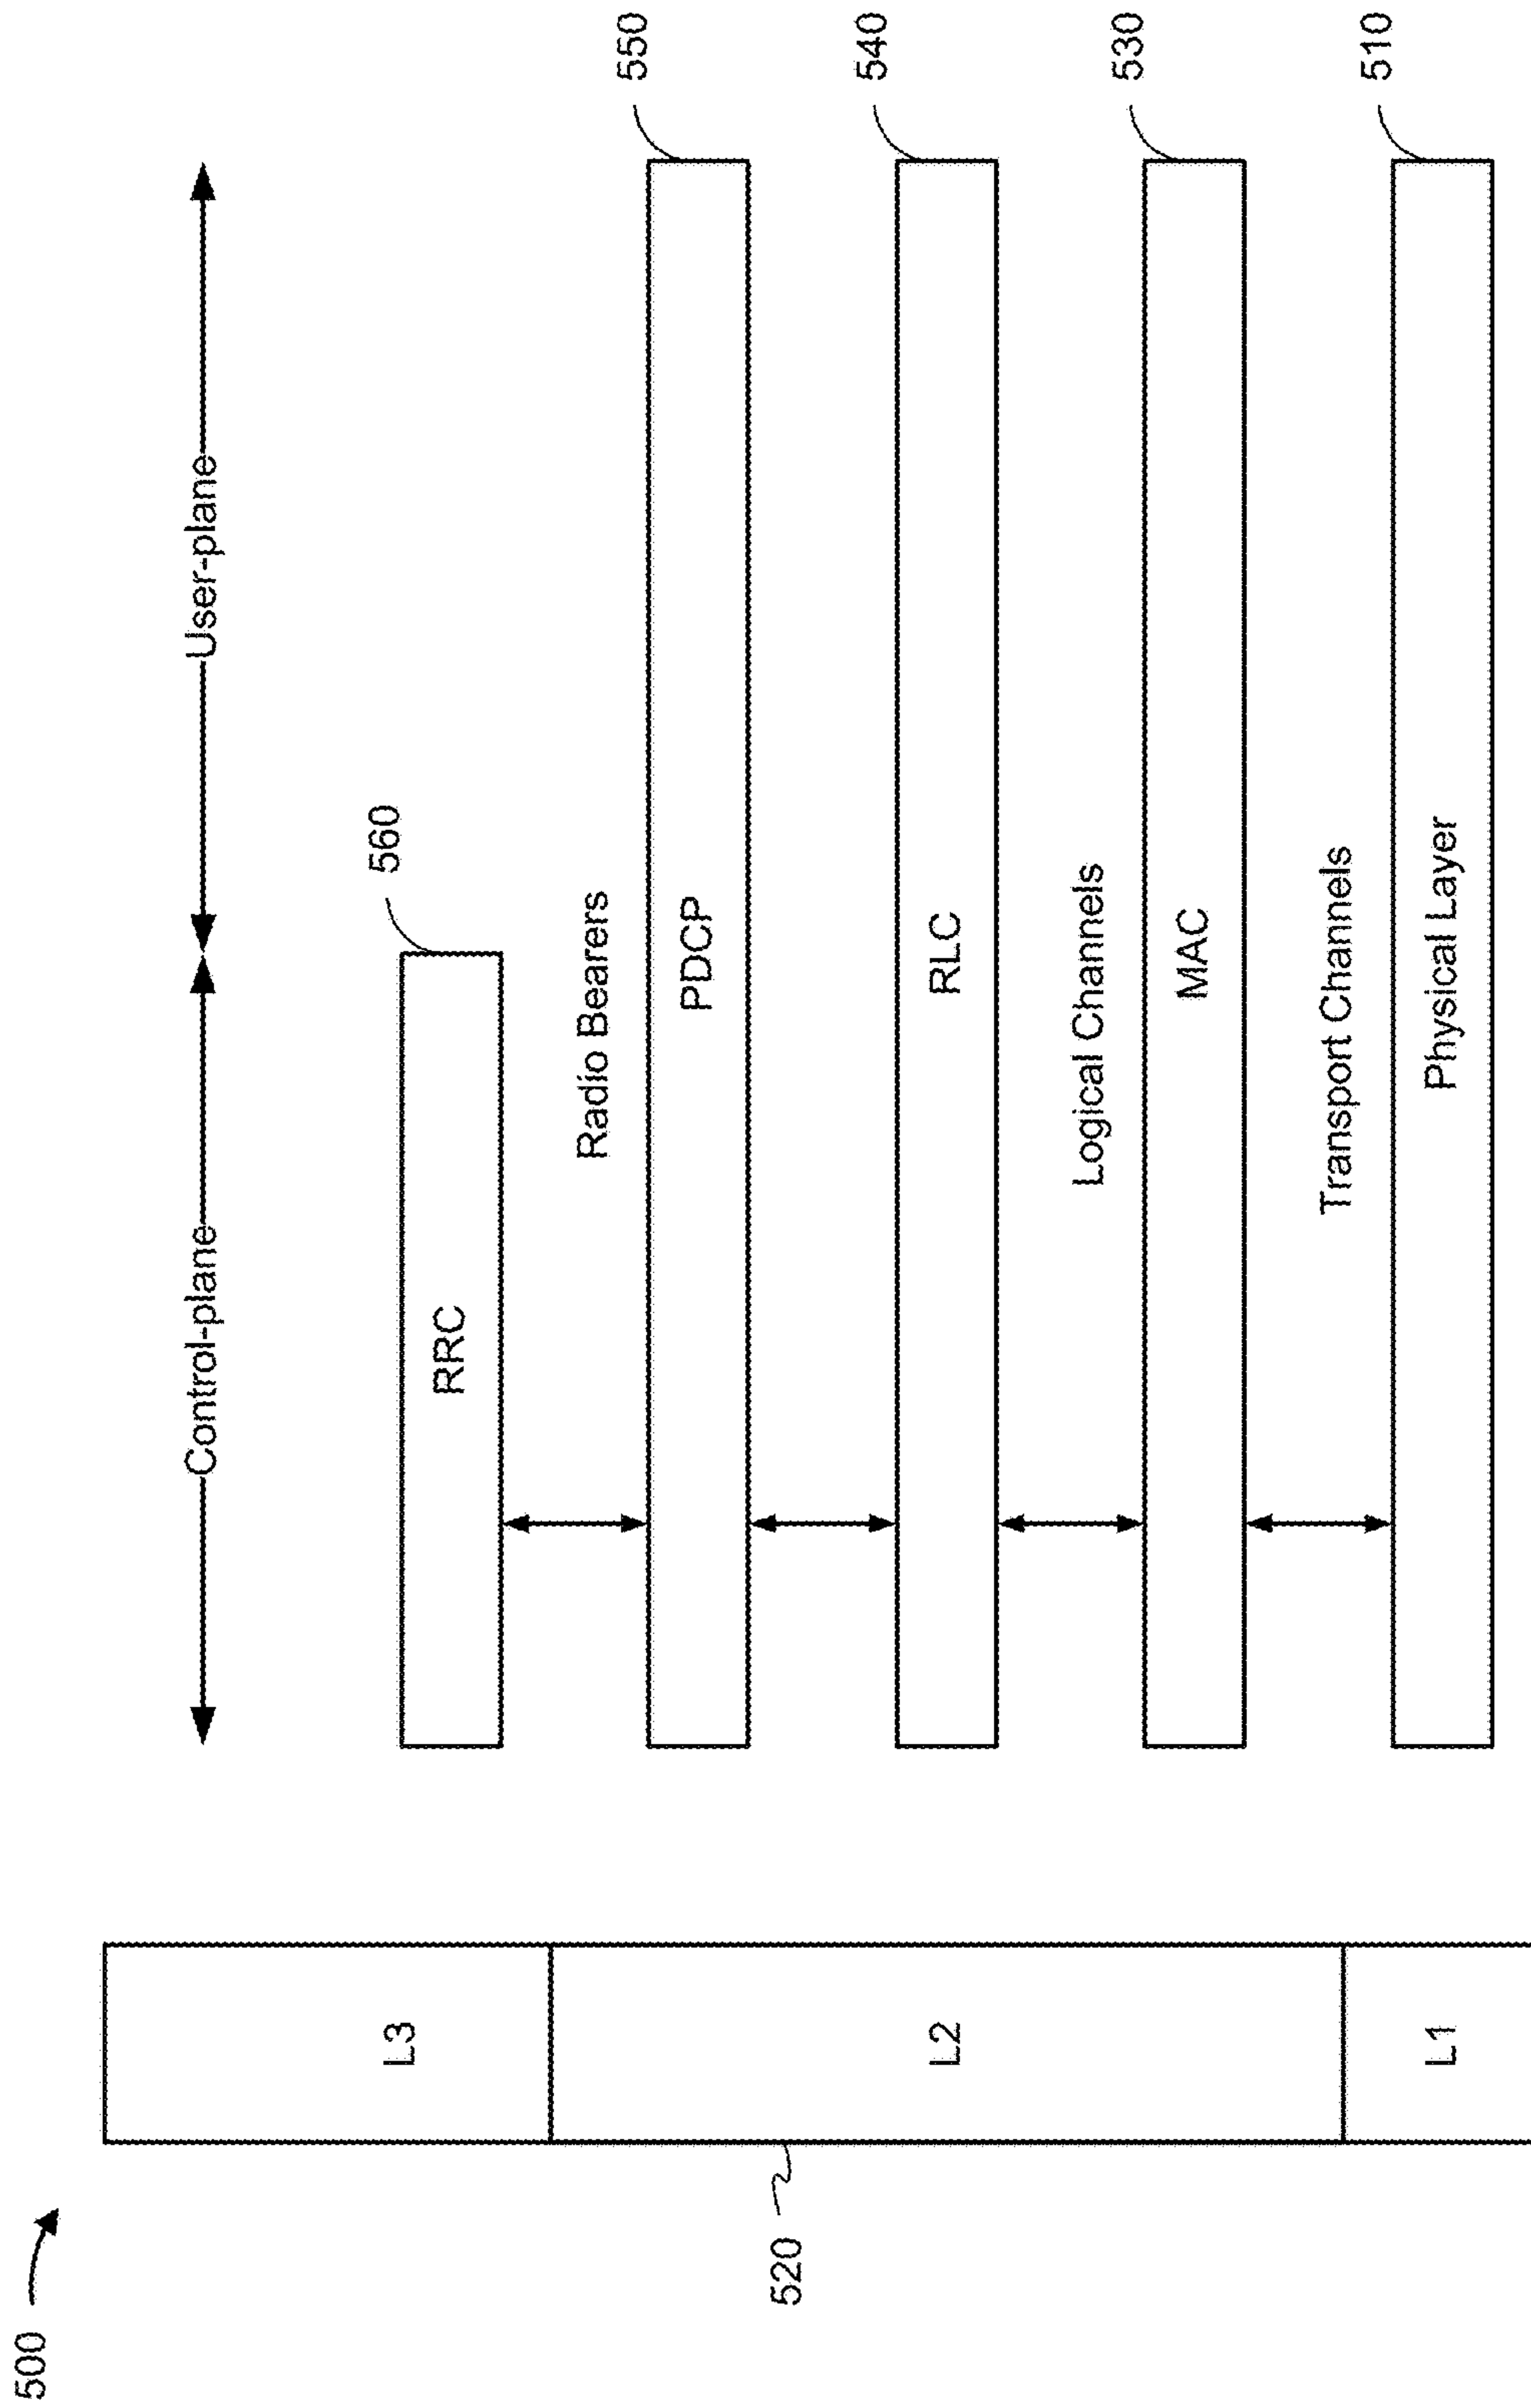 500
Control-plane
User-plane
L3
RRC
560
Radio Bearers
550
520
L2
PDCP
540
RLC
Logical Channels
530
MAC
Transport Channels
510
L1
Physical Layer